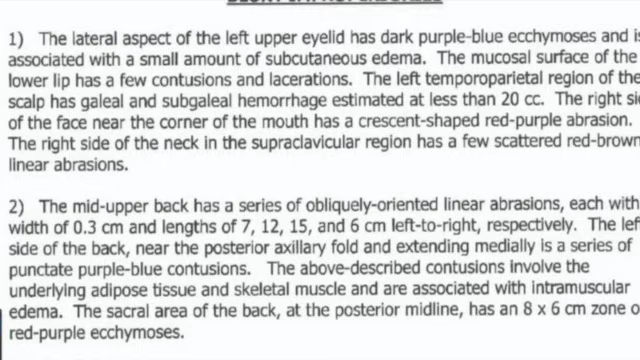 1) The lateral aspect of the left upper eyelid has dark purple-blue ecchymoses and is
associated with a small amount of subcutaneous edema. The mucosal surface of the
lower lip has a few contusions and lacerations. The left temporoparietal region of the
scalp has galeal and subgaleal hemorrhage estimated at less than 20 cc. The right
of the face near the corner of the mouth has a crescent-shaped red-purple abrasion.
The right side of the neck in the supraclavicular region has a few scattered red-brown
linear abrasions.
2) The mid-upper back has a series of obliquely-oriented linear abrasions, each with
width of 0.3 cm and lengths of 7, 12, 15, and 6 cm left-to-right, respectively. The
side of the back, near the posterior axillary fold and extending medially is a series of
punctate purple-blue contusions. The above-described contusions involve the
underlying adipose tissue and skeletal muscle and are associated with intramuscular
edema. The sacral area of the back, at the posterior midline, has an 8 x 6 cm zone
red-purple ecchymoses.